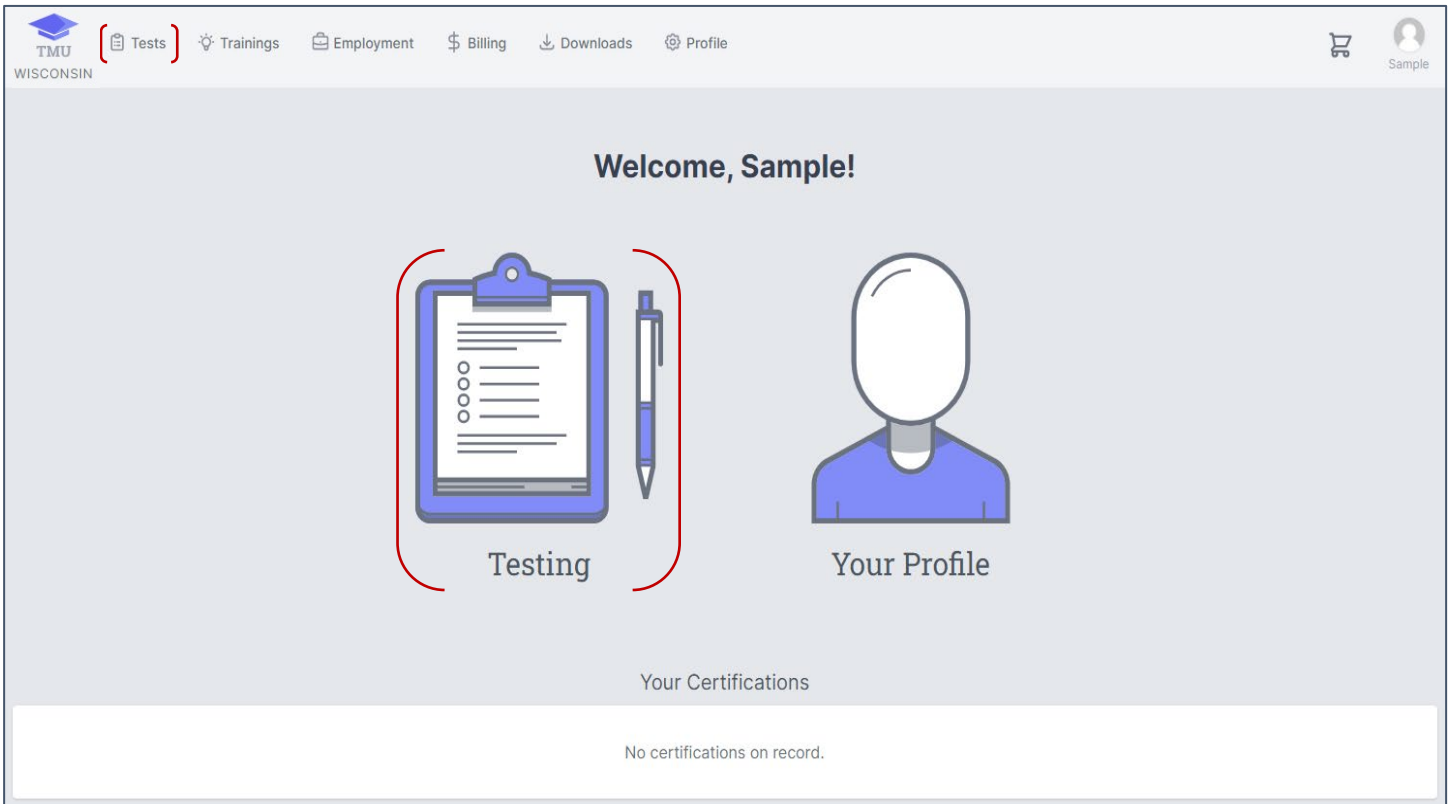 TMU
WISCONSIN
Tests Trainings Employment $ Billing Downloads Profile
Sample
Welcome, Sample!
Testing Your Profile
Your Certifications
No certifications on record.